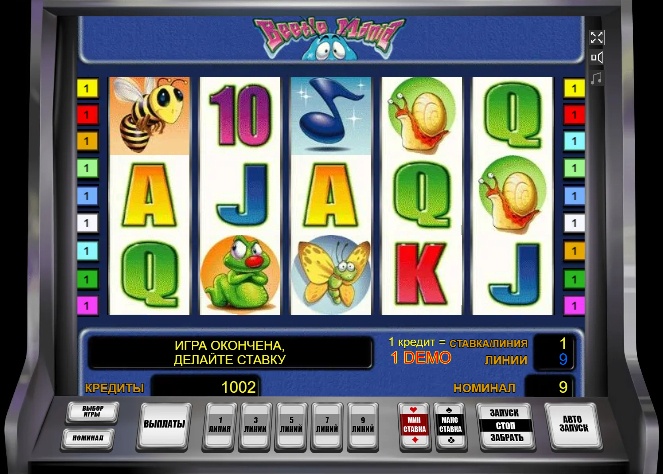 Beetle Mania
1 10 Q 1
1 1
1 A J A Q 1
1 1
1 1
1 1
1 Q K J 1
1 1
1 1
ИГРА ОКОНЧЕНА,
ДЕЛАЙТЕ СТАВКУ
1 кредит = СТАВКА/ЛИНИЯ 1
1 DEMO ЛИНИИ 9
КРЕДИТЫ 1002 НОМИНАЛ 9
ВЫБОР
ИГРЫ
НОМИНАЛ
ВЫПЛАТЫ
1
ЛИНИЯ
3
ЛИНИИ
5
ЛИНИЙ
7
ЛИНИЙ
9
ЛИНИЙ
МИН
СТАВКА
МАКС
СТАВКА
ЗАПУСК
СТОП
ЗАБРАТЬ
АВТО
ЗАПУСК